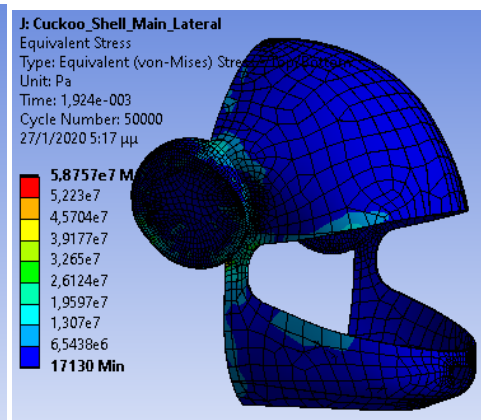 J: Cuckoo_Shell_Main_Lateral
Equivalent Stress
Type: Equivalent (von-Mises) Stress
Unit: Pa
Time: 1,924e-003
Cycle Number: 50000
27/1/2020 5:17 μμ
5,8757e7 M
5,223e7
4,5704e7
3,9177e7
3,265e7
2,6124e7
1,9597e7
1,307e7
6,5438e6
17130 Min